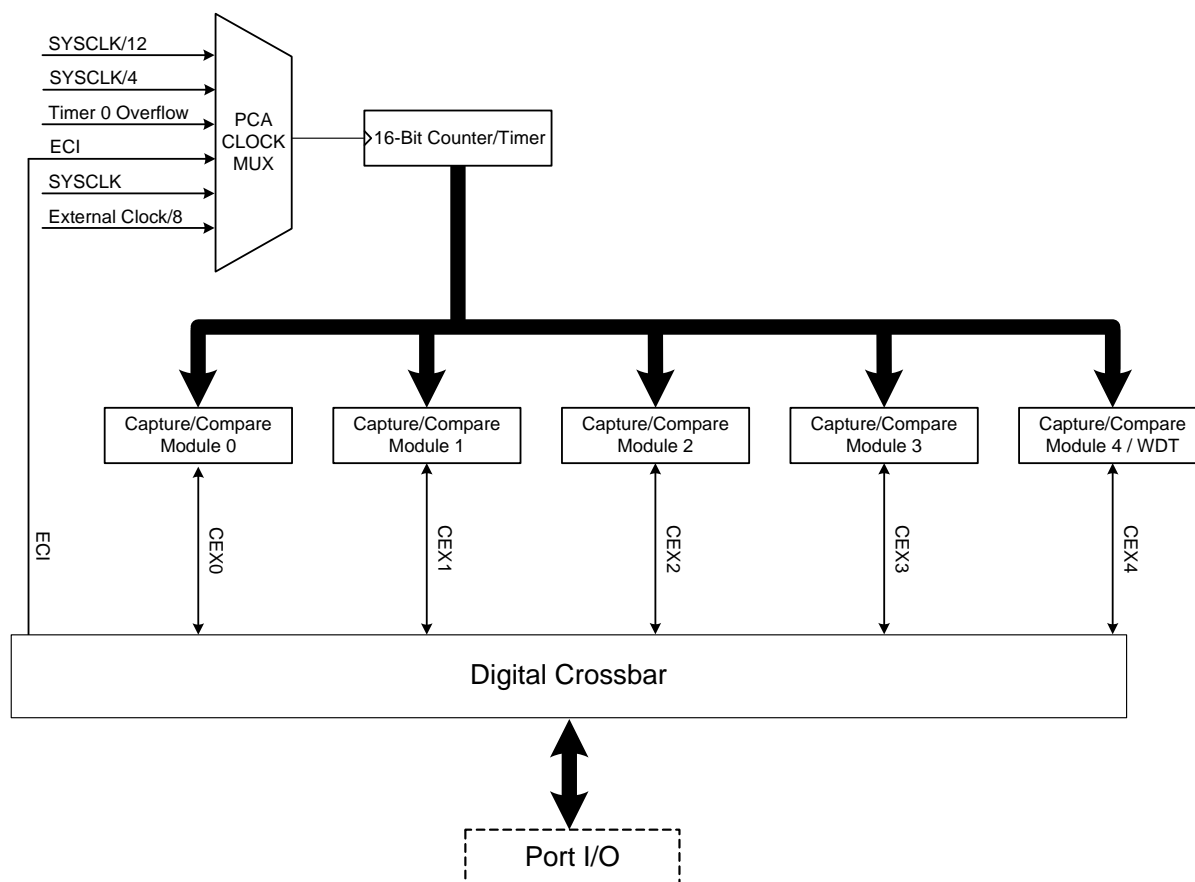 SYSCLK/12
SYSCLK/4
Timer 0 Overflow
ECI
SYSCLK
External Clock/8
PCA
CLOCK
MUX
16-Bit Counter/Timer
Capture/Compare
Module 0
Capture/Compare
Module 1
Capture/Compare
Module 2
Capture/Compare
Module 3
Capture/Compare
Module 4 / WDT
ECI
CEX0
CEX1
CEX2
CEX3
CEX4
Digital Crossbar
Port I/O